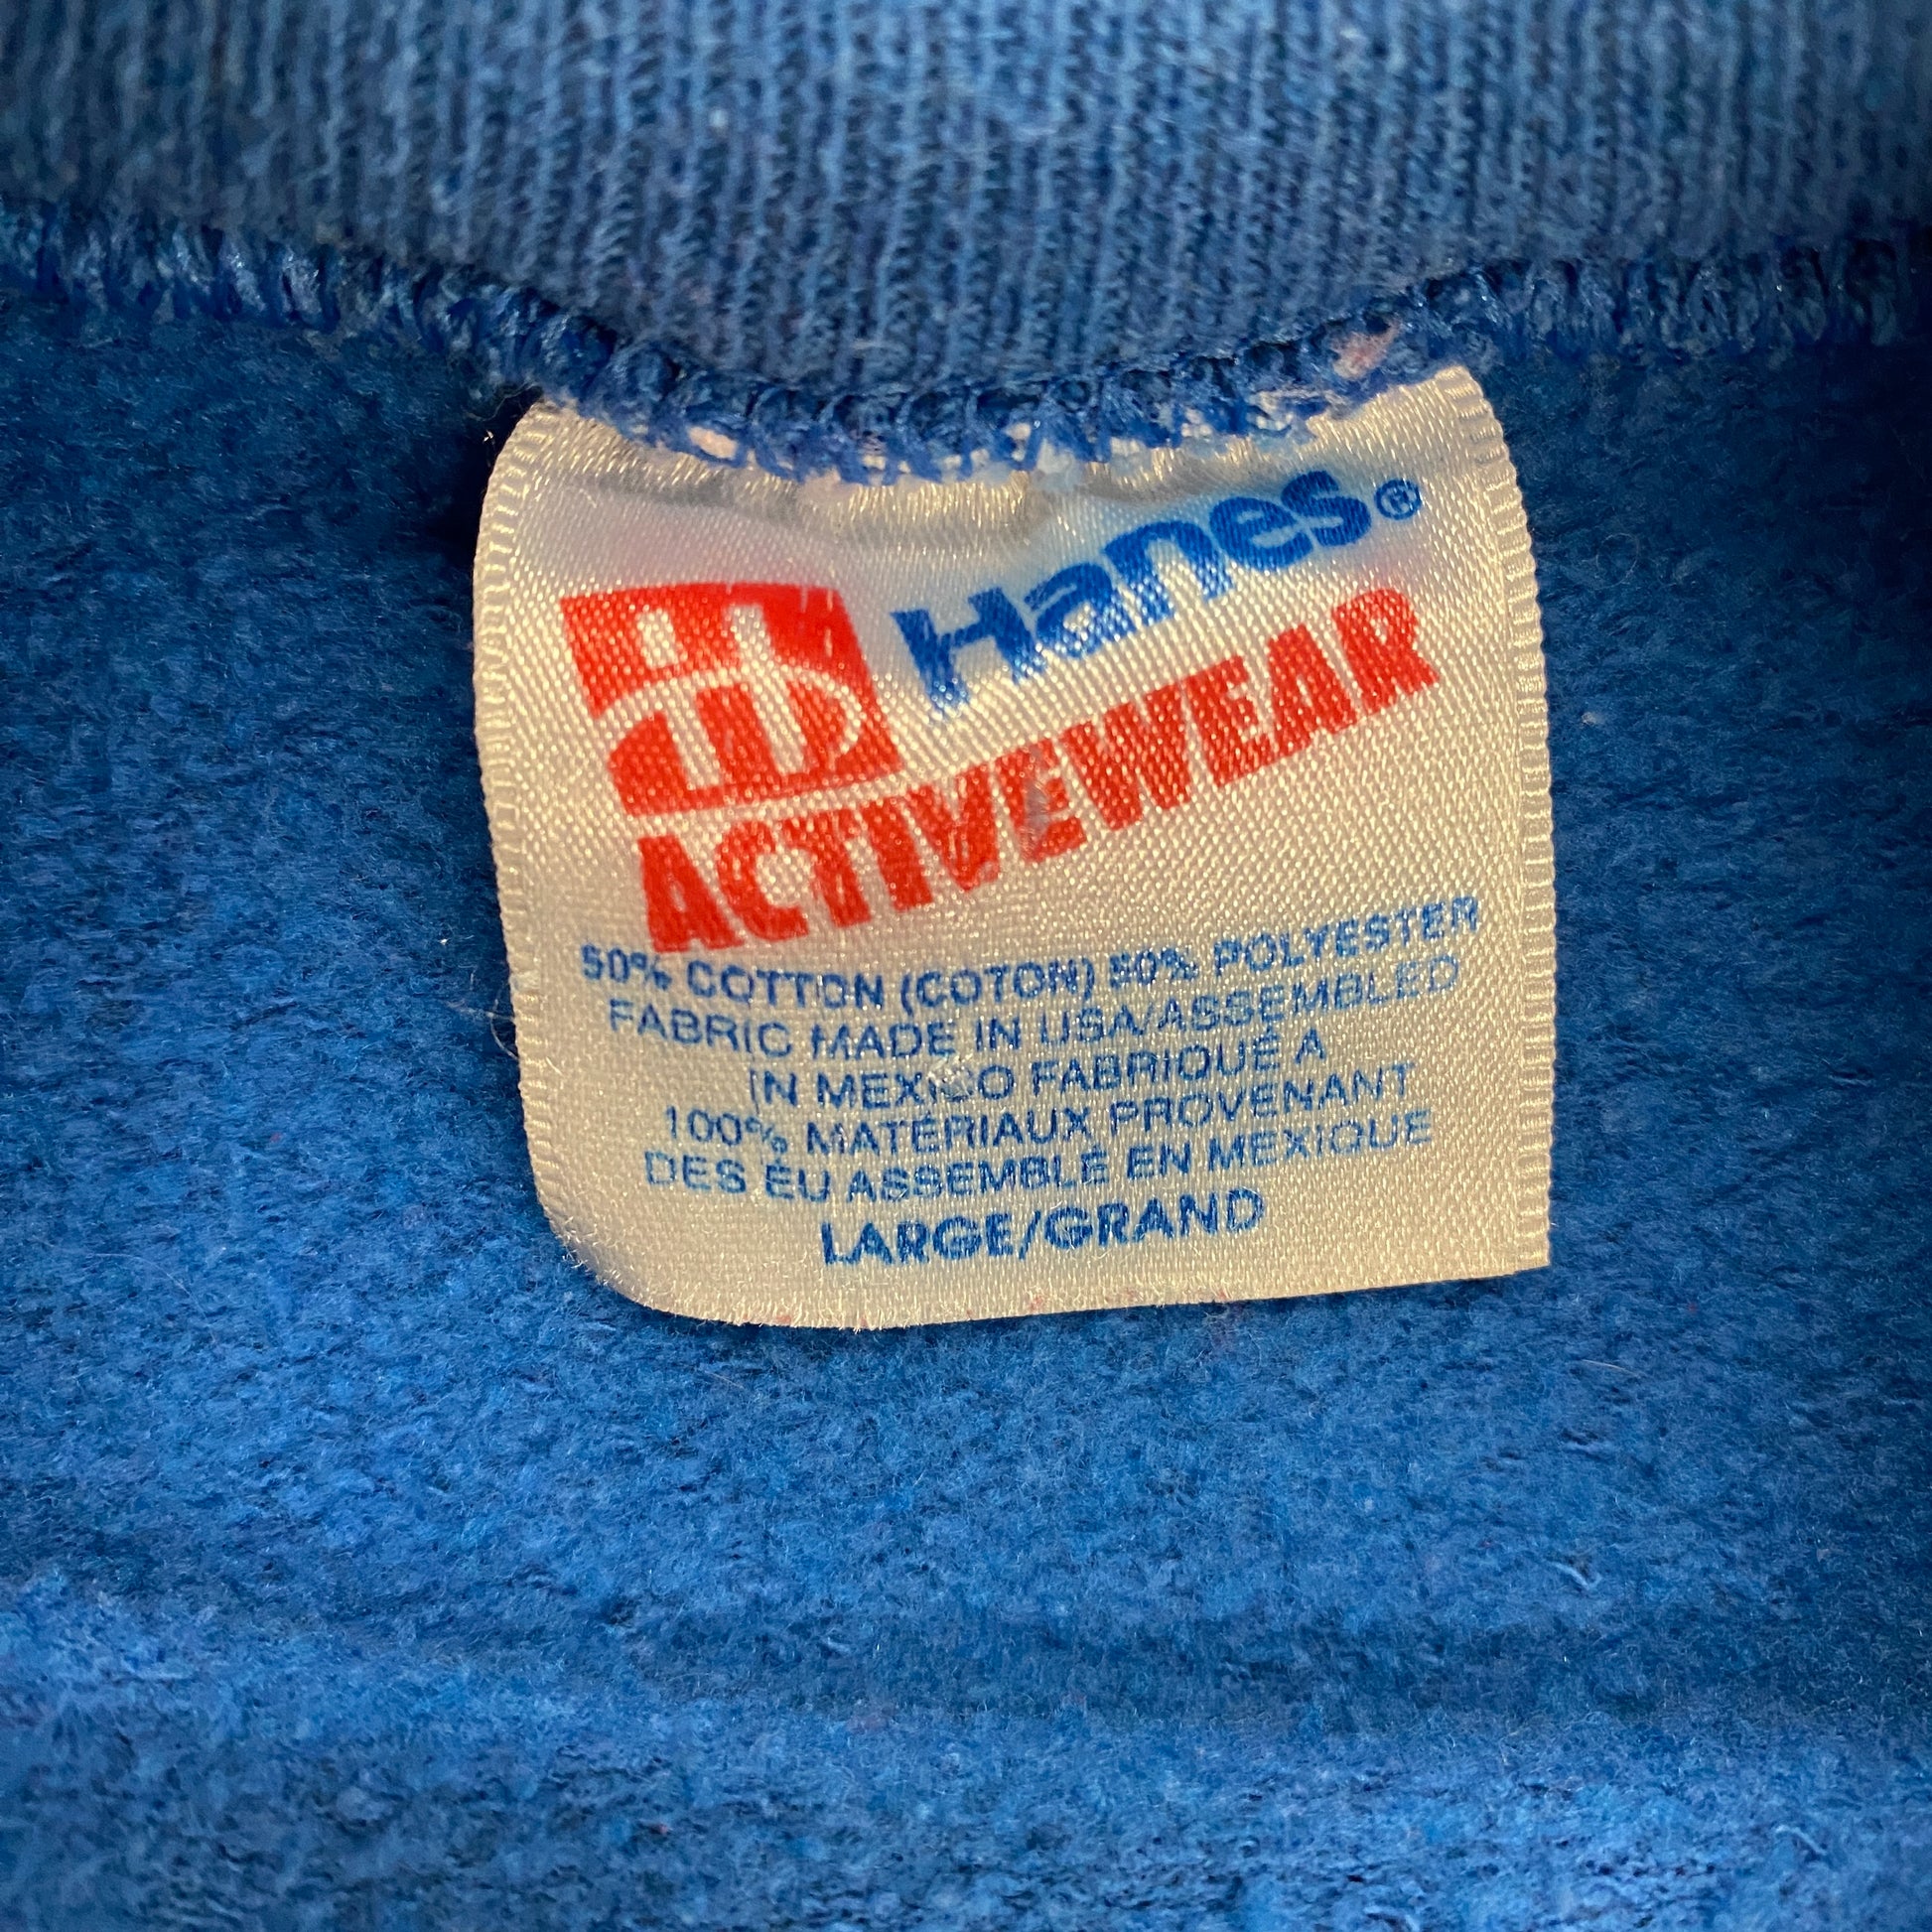 Hanes®
ACTIVEWEAR
50% COTTON (COTON) 50% POLYESTER
FABRIC MADE IN USA/ASSEMBLED
IN MEXICO FABRIQUÉ A
100% MATÉRIAUX PROVENANT
DES ÉU ASSEMBLÉ EN MEXIQUE
LARGE/GRAND